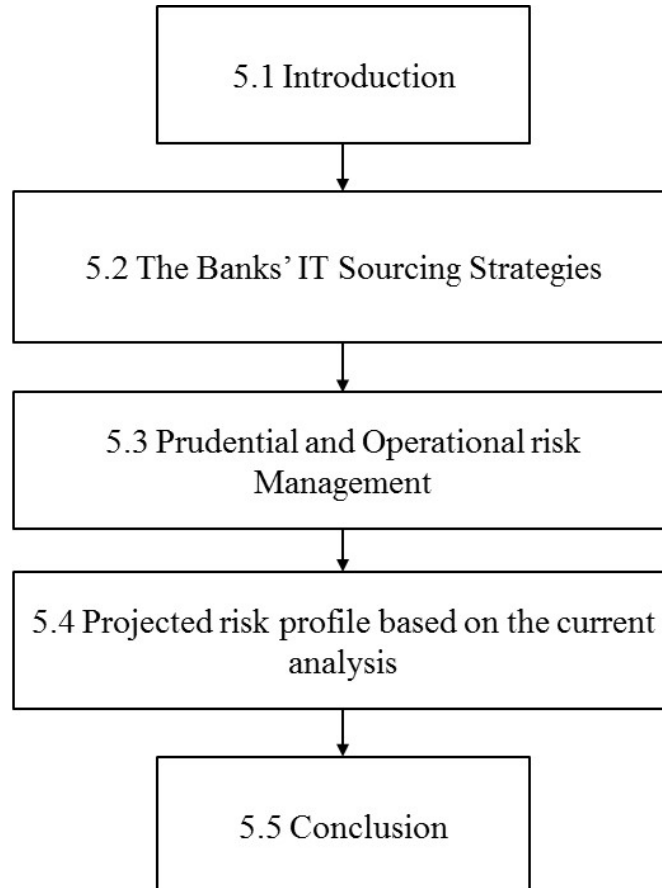 5.1 Introduction
5.2 The Banks’ IT Sourcing Strategies
5.3 Prudential and Operational risk
Management
5.4 Projected risk profile based on the current
analysis
5.5 Conclusion